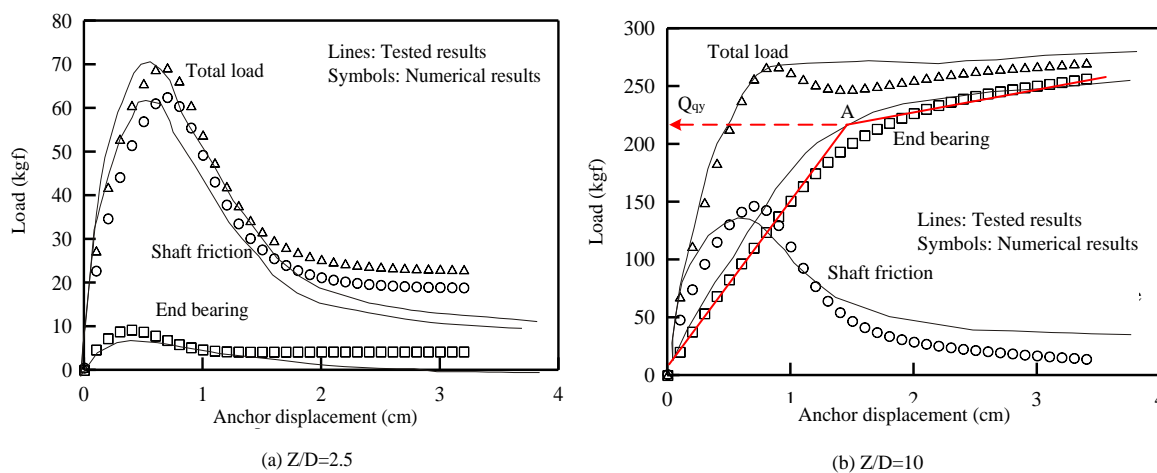 80
70
60
50
40
30
20
10
0
0
1
2
3
4
Load (kgf)
Anchor displacement (cm)
Total load
Lines: Tested results
Symbols: Numerical results
Shaft friction
End bearing
(a) Z/D=2.5
300
250
200
150
100
50
0
0
1
2
3
4
Load (kgf)
Anchor displacement (cm)
Total load
Qqy
A
End bearing
Lines: Tested results
Symbols: Numerical results
Shaft friction
(b) Z/D=10